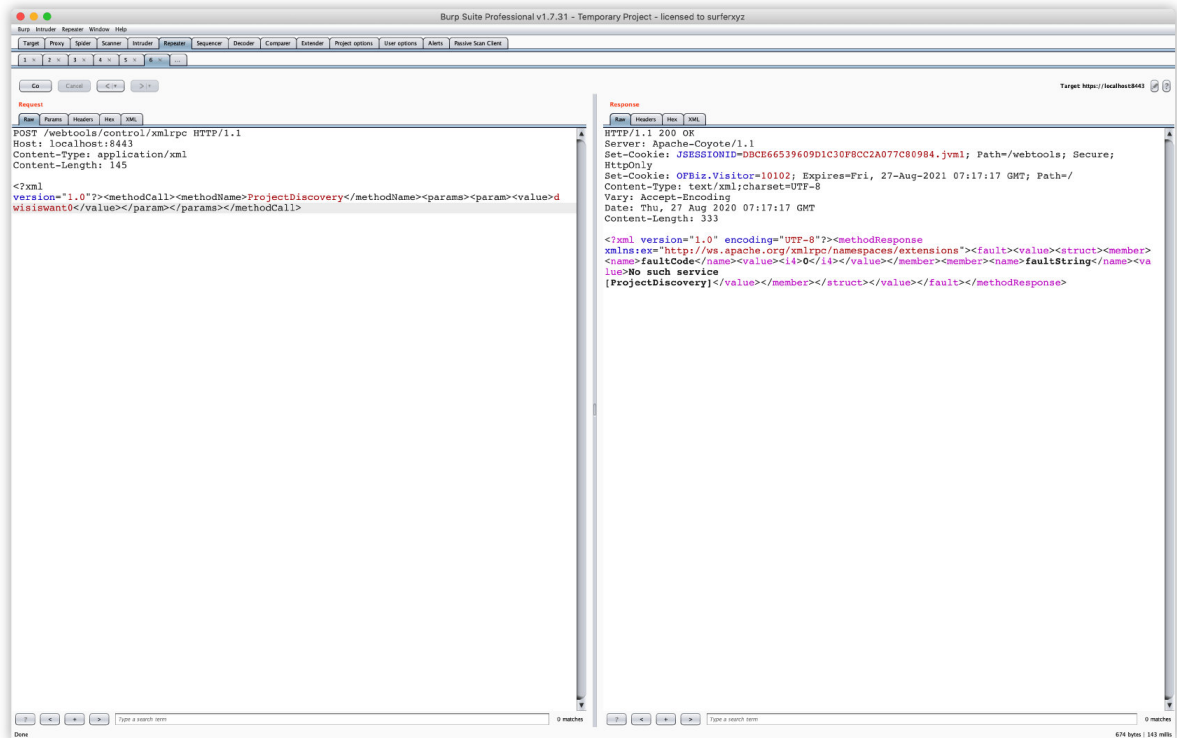 Burp Suite Professional v1.7.31 - Temporary Project - licensed to surferxyz
Burp Intruder Repeater Window Help
Target Proxy Spider Scanner Intruder Repeater Sequencer Decoder Comparer Extender Project options User options Alerts Passive Scan Client
1 × 2 × 3 × 4 × 5 × 6 × ...
Go Cancel < | ▾ > | ▾ Target: https://localhost:8443 ?
Request
Raw Params Headers Hex XML
POST /webtools/control/xmlrpc HTTP/1.1
Host: localhost:8443
Content-Type: application/xml
Content-Length: 145
<?xml
version="1.0"?><methodCall><methodName>ProjectDiscovery</methodName><params><param><value>d
wisiswant0</value></param></params></methodCall>
? < + > Type a search term 0 matches
Done
Response
Raw Headers Hex XML
HTTP/1.1 200 OK
Server: Apache-Coyote/1.1
Set-Cookie: JSESSIONID=DBCE66539609D1C30F8CC2A077C80984.jvm1; Path=/webtools; Secure;
HttpOnly
Set-Cookie: OFBiz.Visitor=10102; Expires=Fri, 27-Aug-2021 07:17:17 GMT; Path=/
Content-Type: text/xml;charset=UTF-8
Vary: Accept-Encoding
Date: Thu, 27 Aug 2020 07:17:17 GMT
Content-Length: 333
<?xml version="1.0" encoding="UTF-8"?><methodResponse
xmlns:ex="http://ws.apache.org/xmlrpc/namespaces/extensions"><fault><value><struct><member>
<name>faultCode</name><value><i4>0</i4></value></member><member><name>faultString</name><va
lue>No such service
[ProjectDiscovery]</value></member></struct></value></fault></methodResponse>
? < + > Type a search term 0 matches
674 bytes | 143 millis